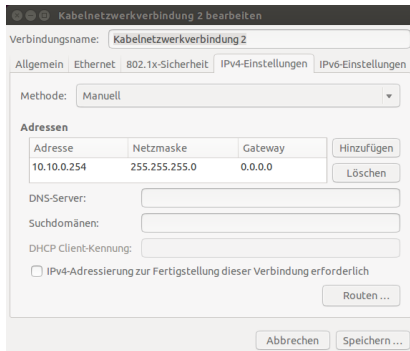 Kabelnetzwerkverbindung 2 bearbeiten
Verbindungsname: Kabelnetzwerkverbindung 2
Allgemein Ethernet 802.1x-Sicherheit IPv4-Einstellungen IPv6-Einstellungen
Methode: Manuell
Adressen
Adresse Netzmaske Gateway Hinzufügen
10.10.0.254 255.255.255.0 0.0.0.0
Löschen
DNS-Server:
Suchdomänen:
DHCP Client-Kennung:
IPv4-Adressierung zur Fertigstellung dieser Verbindung erforderlich
Routen ...
Abbrechen Speichern ...